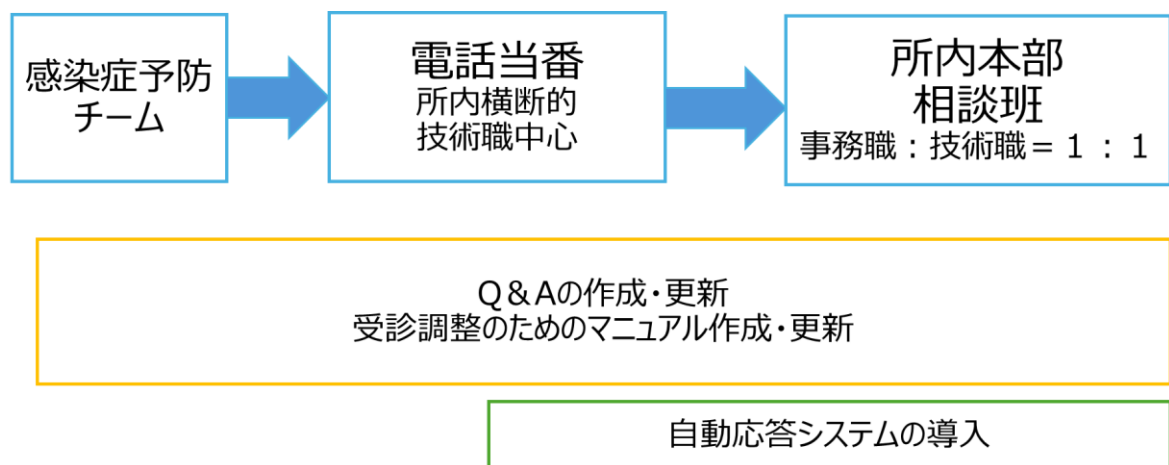 感染症予防
チーム
電話当番
所内横断的
技術職中心
所内本部
相談班
事務職：技術職＝１：１
Q＆Aの作成・更新
受診調整のためのマニュアル作成・更新
自動応答システムの導入